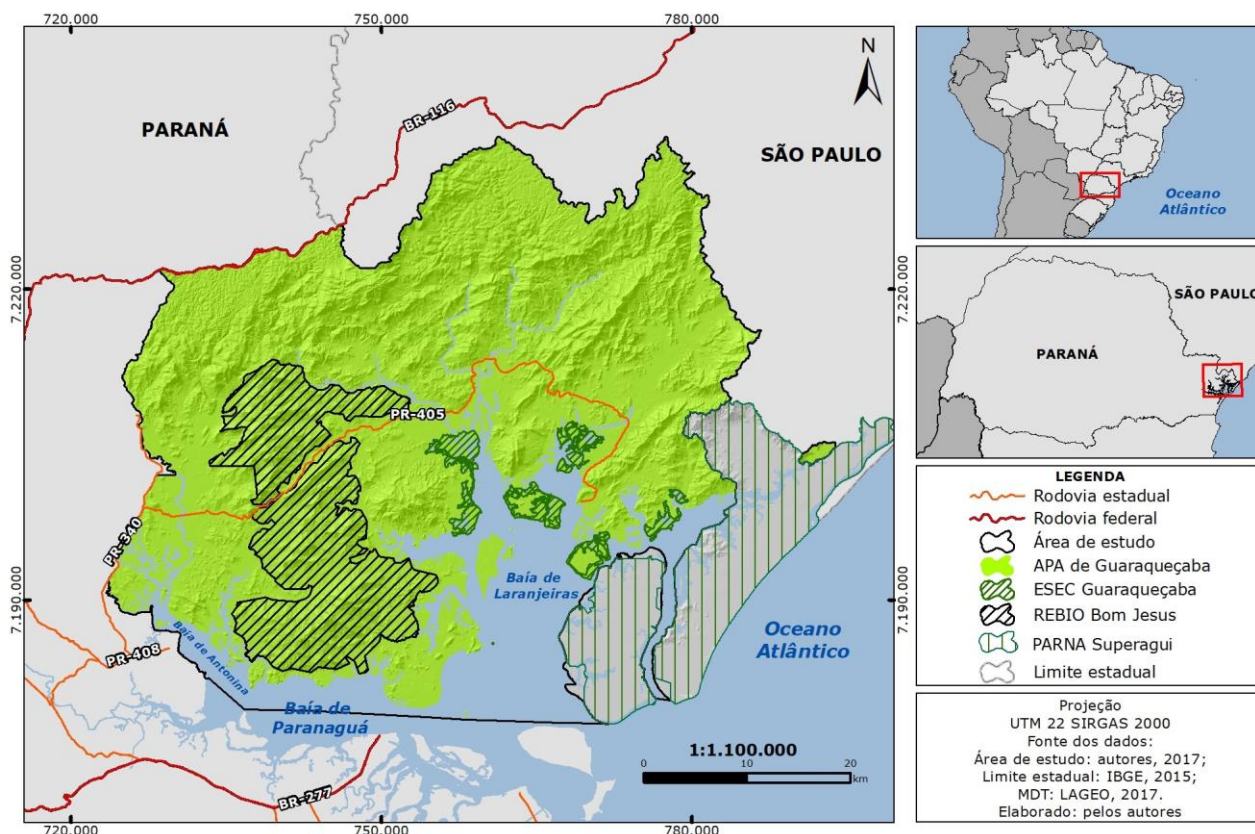 720.000
750.000
780.000
N
PARANÁ
BR-116
SÃO PAULO
7.220.000
7.220.000
PR-405
PR-340
7.190.000
7.190.000
Baía de
Laranjeiras
Oceano
Atlântico
PR-408
Baía de Antonina
Baía de
Paranaguá
1:1.100.000
0
10
20
km
BR-277
720.000
750.000
780.000
Oceano
Atlântico
SÃO PAULO
PARANÁ
LEGENDA
Rodovia estadual
Rodovia federal
Área de estudo
APA de Guaraqueçaba
ESEC Guaraqueçaba
REBIO Bom Jesus
PARNA Superagui
Limite estadual
Projeção
UTM 22 SIRGAS 2000
Fonte dos dados:
Área de estudo: autores, 2017;
Limite estadual: IBGE, 2015;
MDT: LAGEO, 2017.
Elaborado: pelos autores